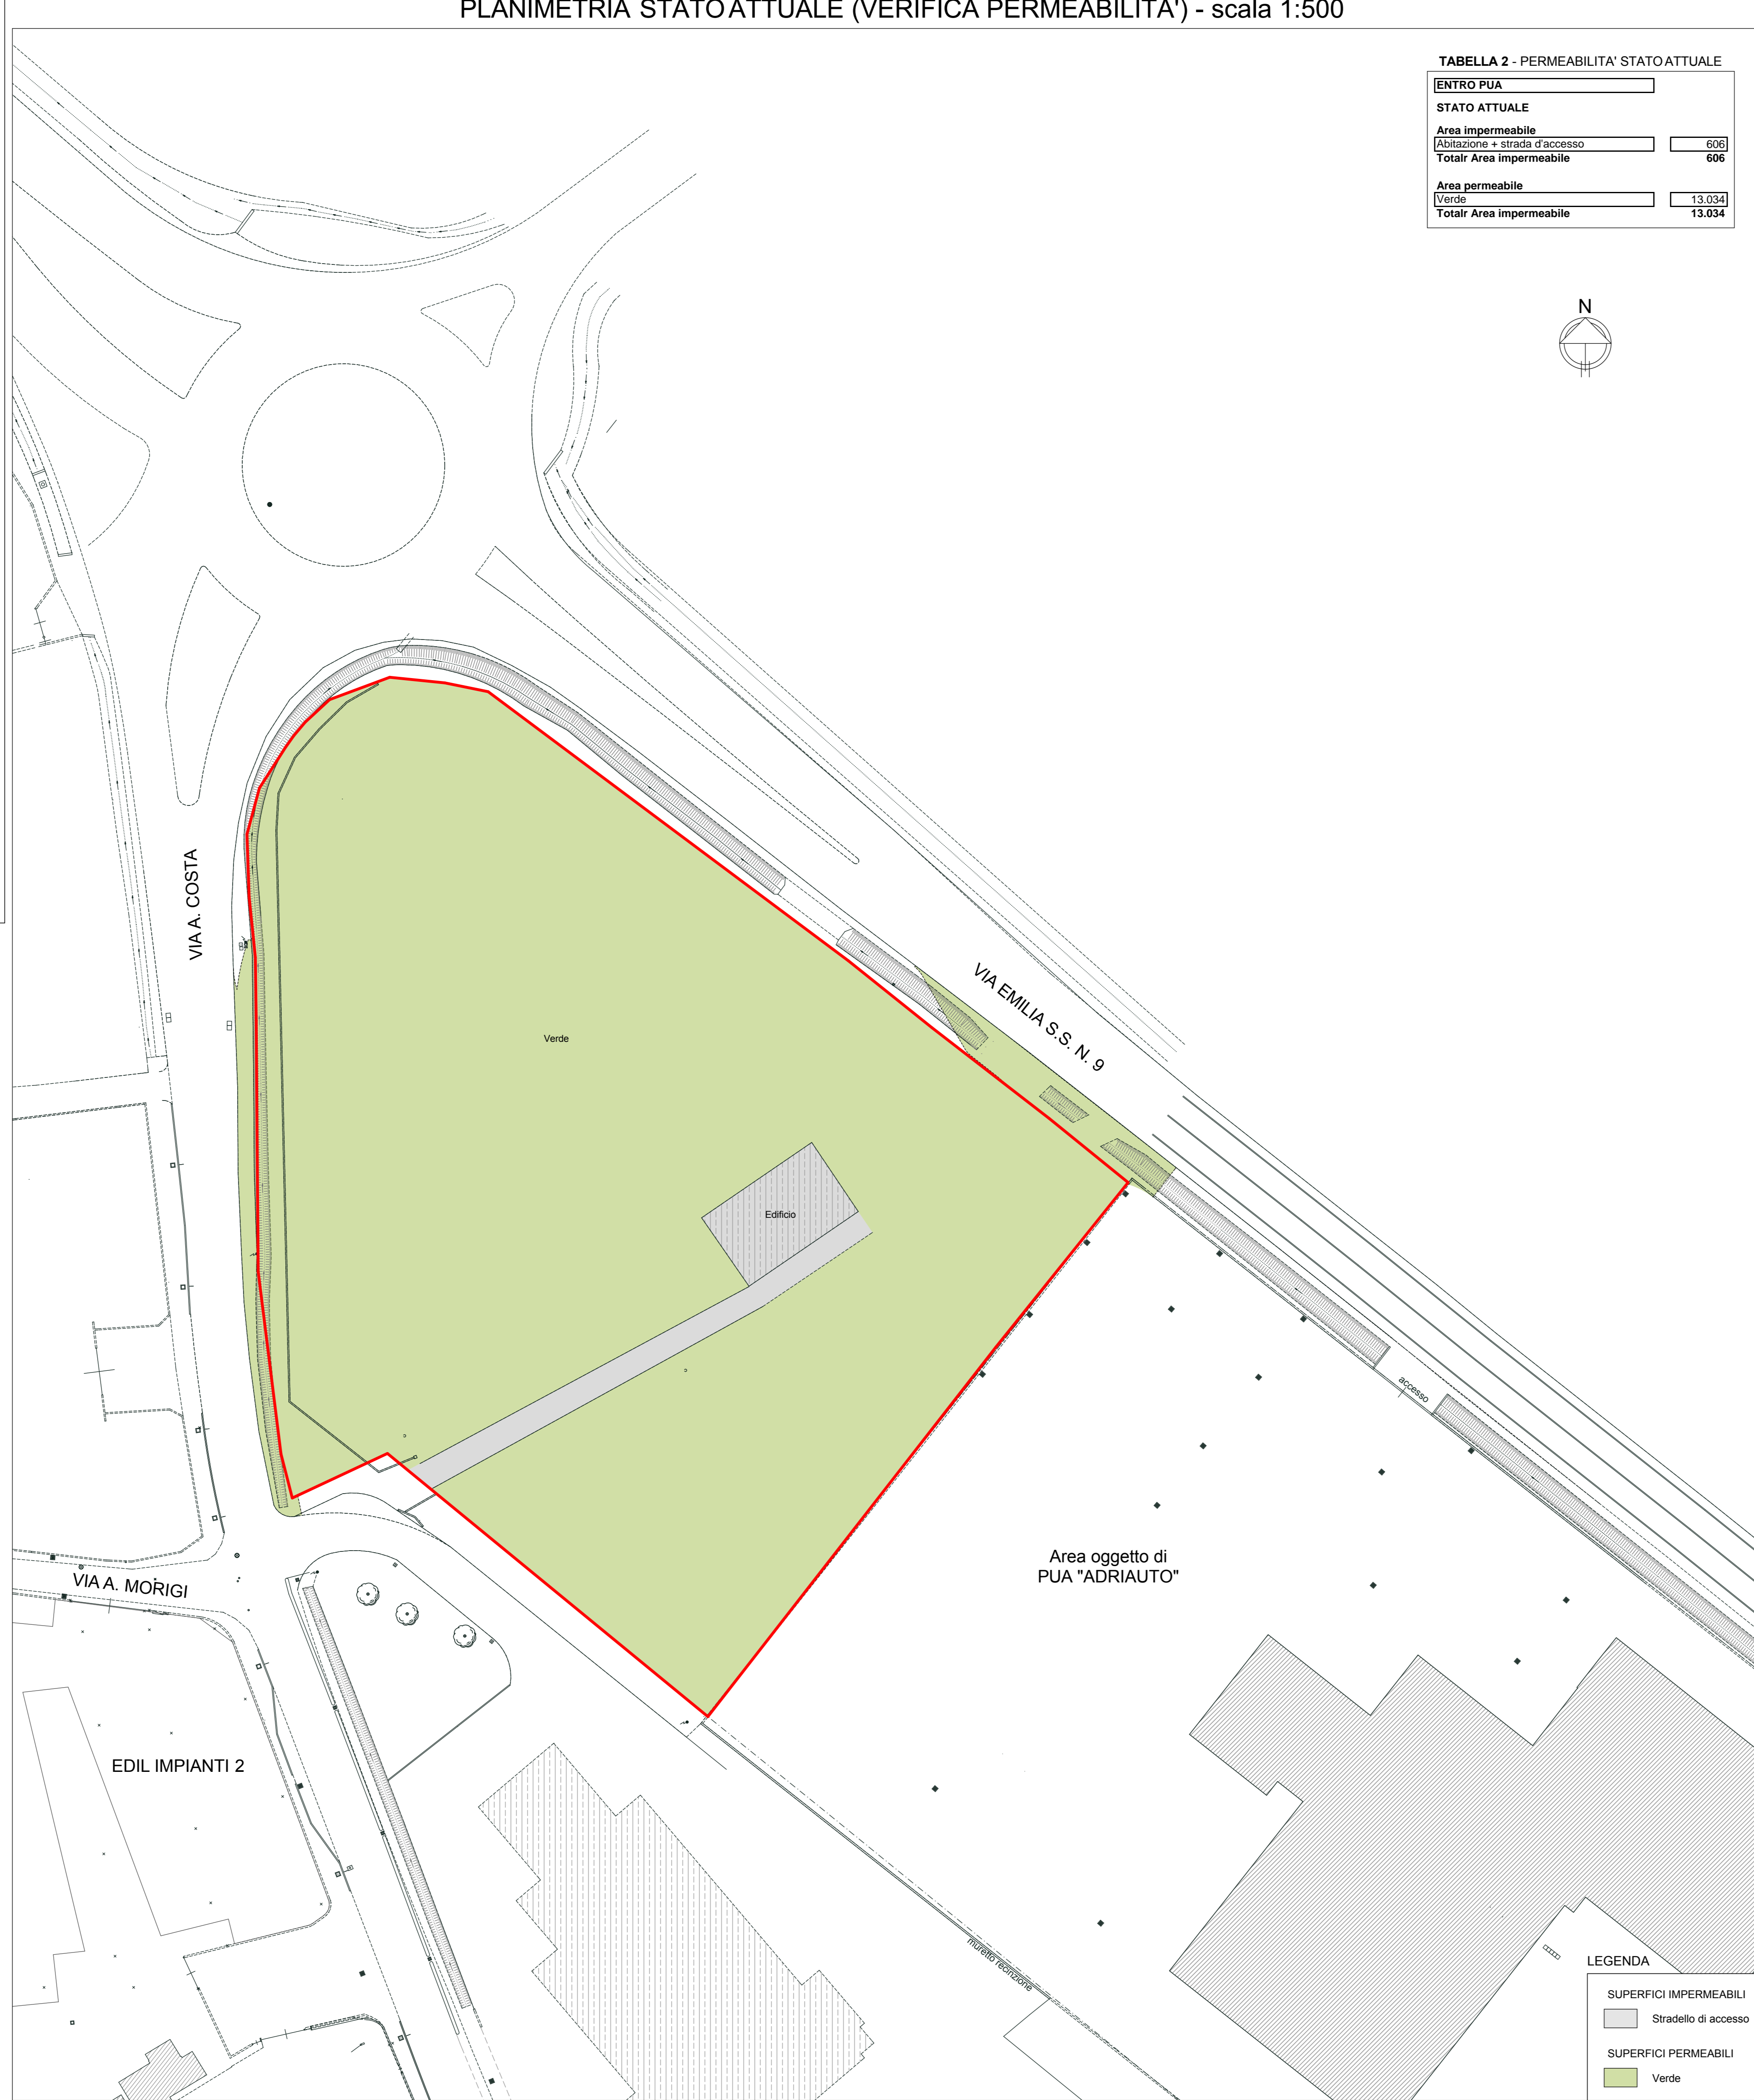 PLANIMETRIA STATO ATTUALE (VERIFICA PERMEABILITA') - scala 1:500
TABELLA 2 - PERMEABILITA' STATO ATTUALE
ENTRO PUA
STATO ATTUALE
Area impermeabile
Abitazione + strada d'accesso 606
Totalr Area impermeabile 606
Area permeabile
Verde 13.034
Totalr Area impermeabile 13.034
N
VIA A. COSTA
VIA EMILIA S.S. N. 9
Verde
Edificio
accesso
Area oggetto di
PUA "ADRIAUTO"
VIA A. MORIGI
EDIL IMPIANTI 2
muretto recinzione
LEGENDA
SUPERFICI IMPERMEABILI
Stradello di accesso
SUPERFICI PERMEABILI
Verde